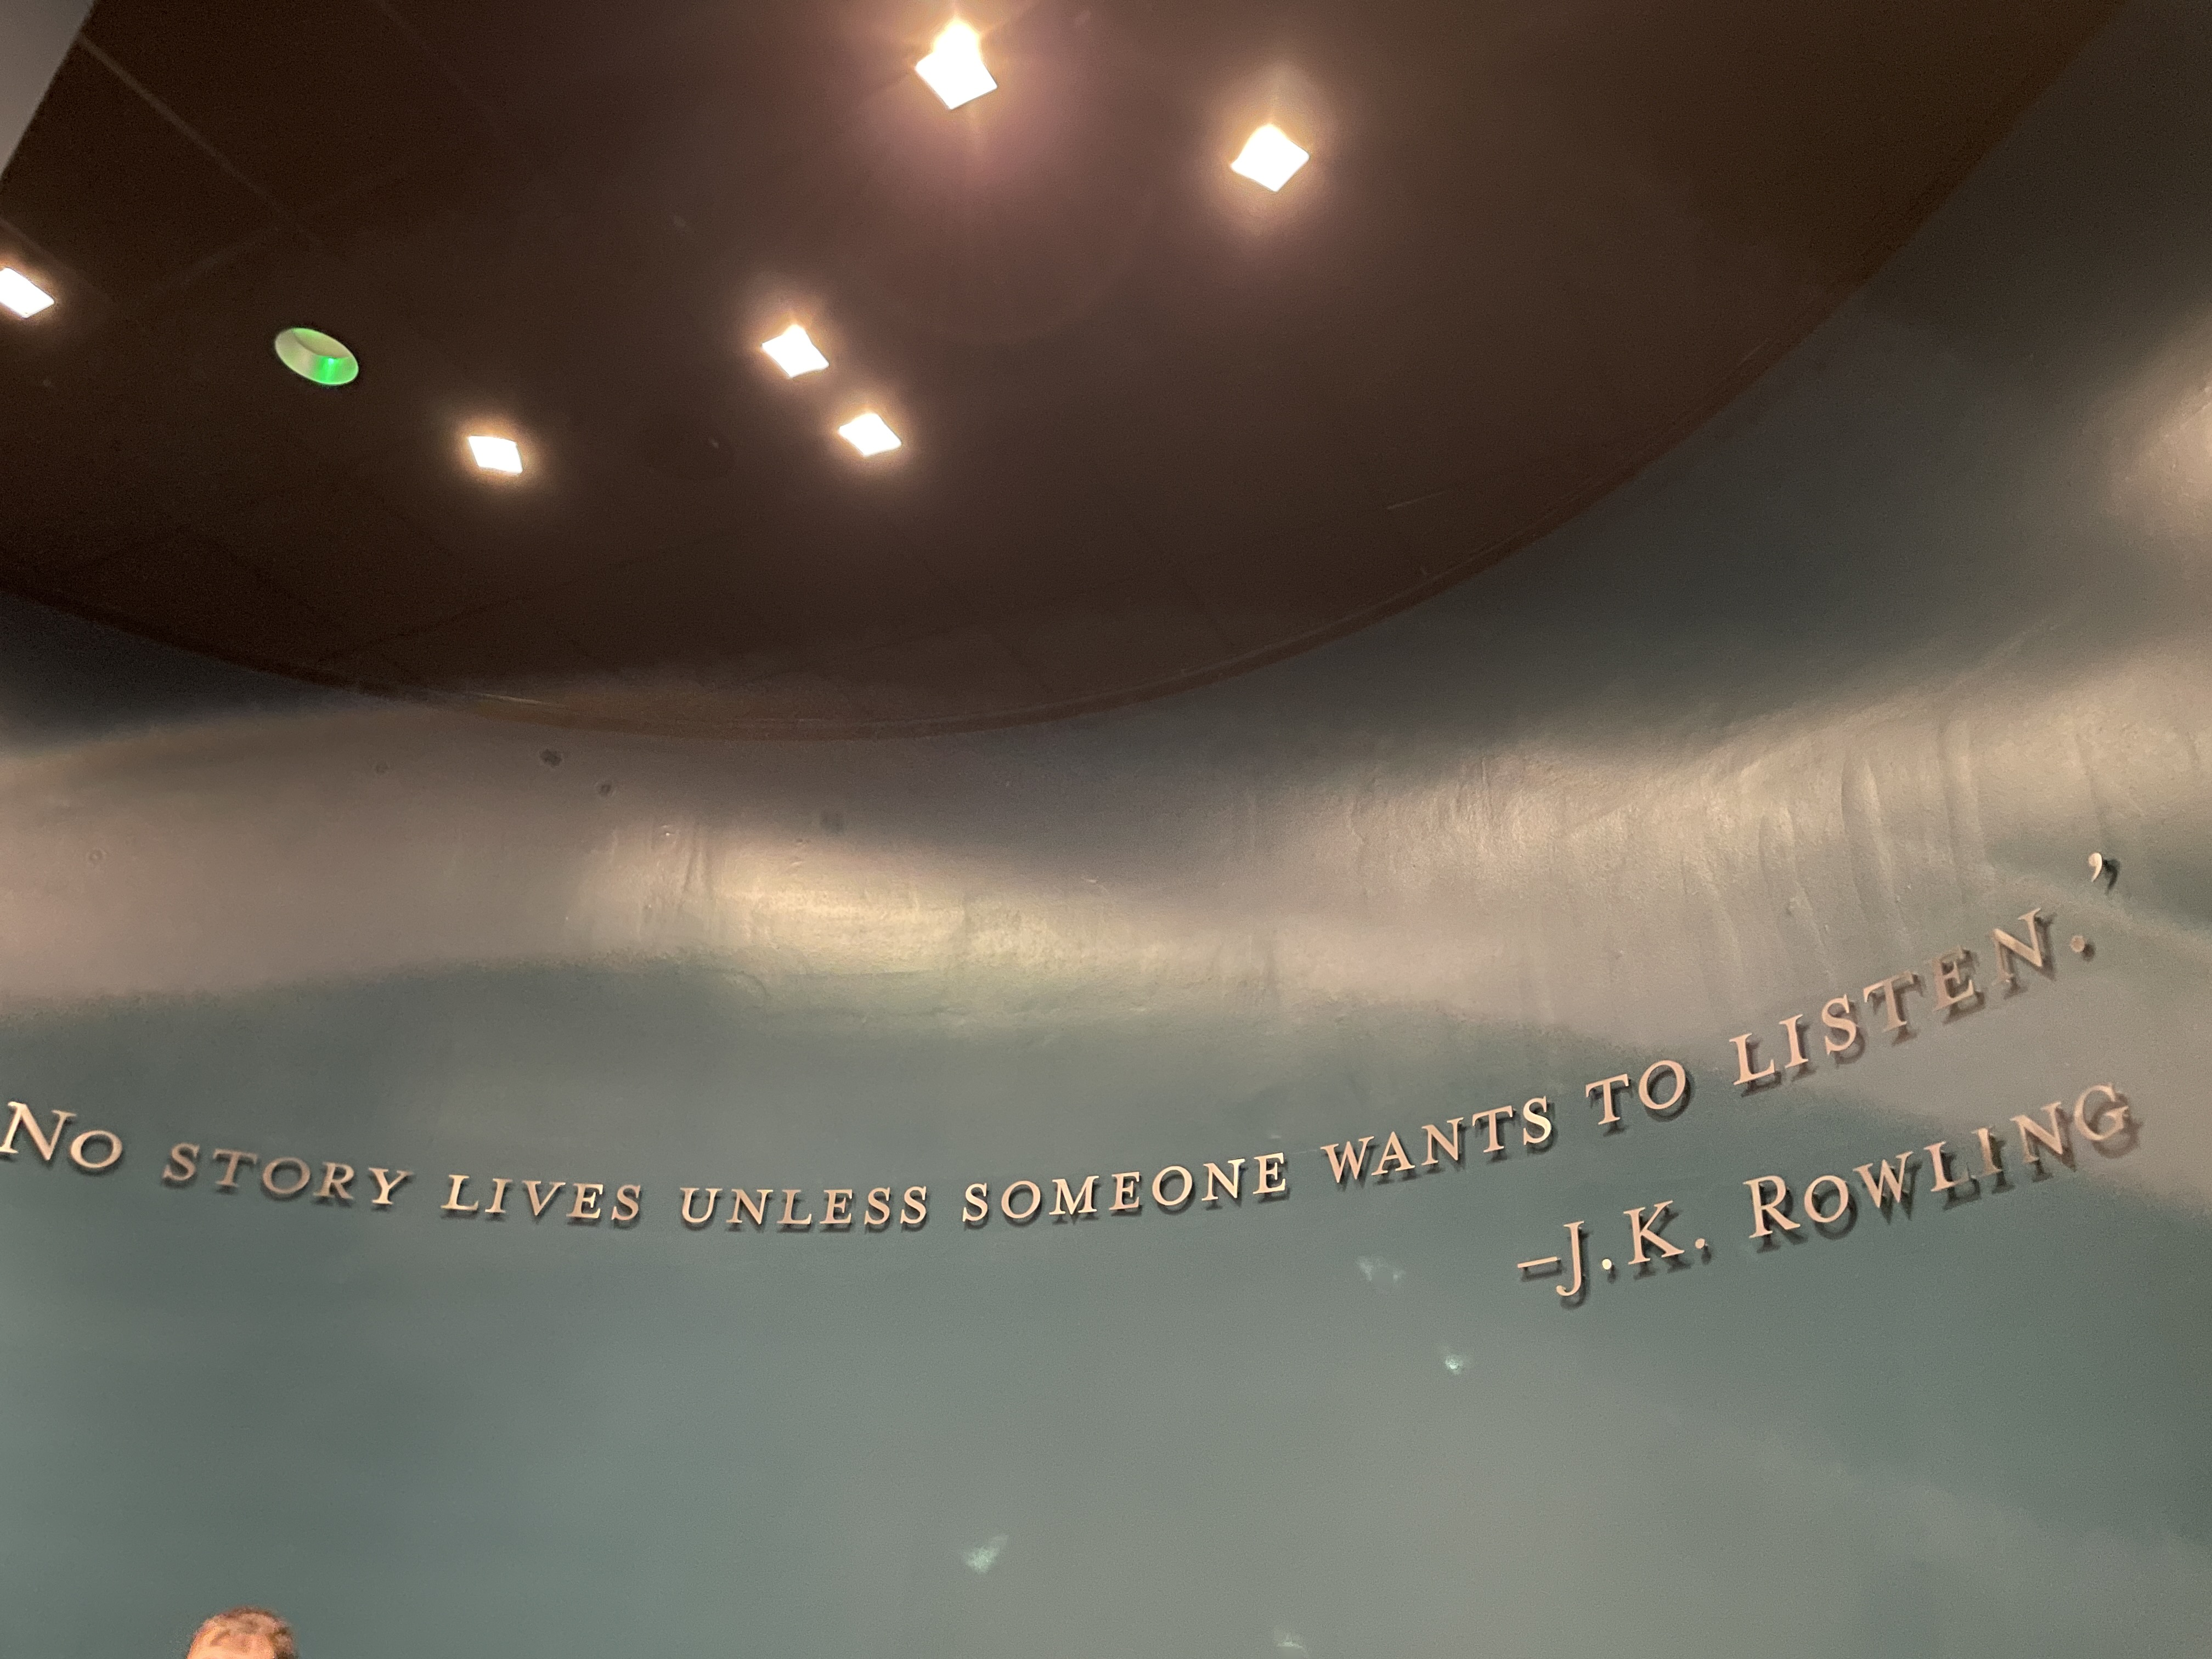 No story lives unless someone wants to listen.’
–J.K. Rowling